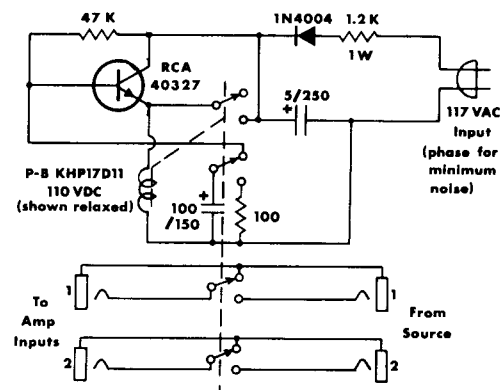 47 K
1N4004
1.2 K
1W
RCA
40327
5/250
+
117 VAC
Input
(phase for
minimum
noise)
P-B KHP17D11
110 VDC
(shown relaxed)
+
100
/150
100
To
Amp
Inputs
1
2
From
Source
1
2